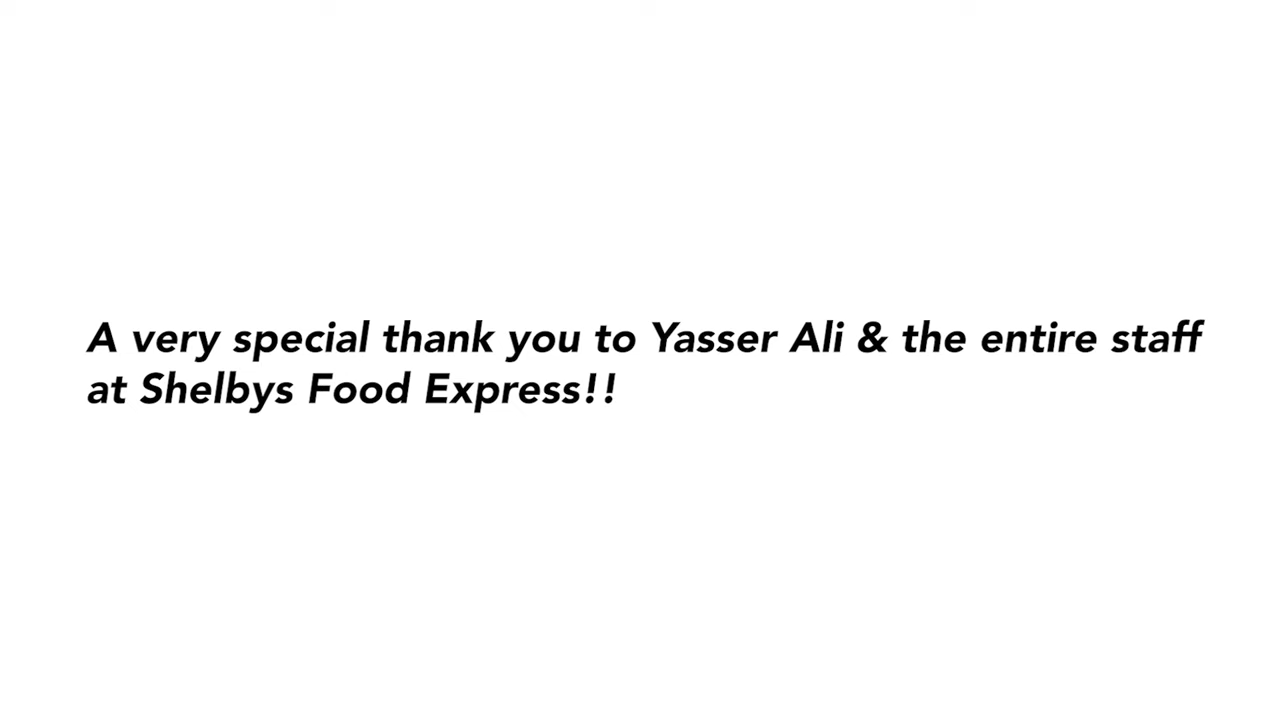 A very special thank you to Yasser Ali & the entire staff
at Shelbys Food Express!!